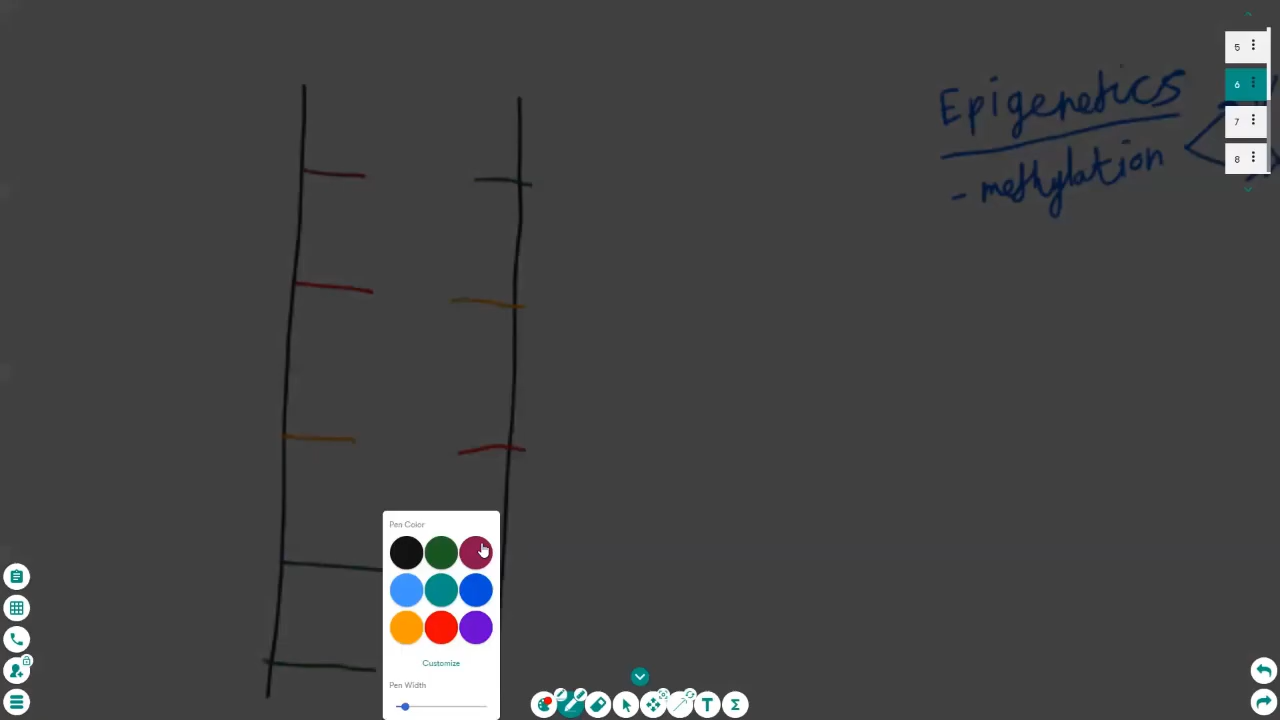 Epigenetics
- methylation
5
6
7
8
Pen Color
Customize
Pen Width
T
Σ